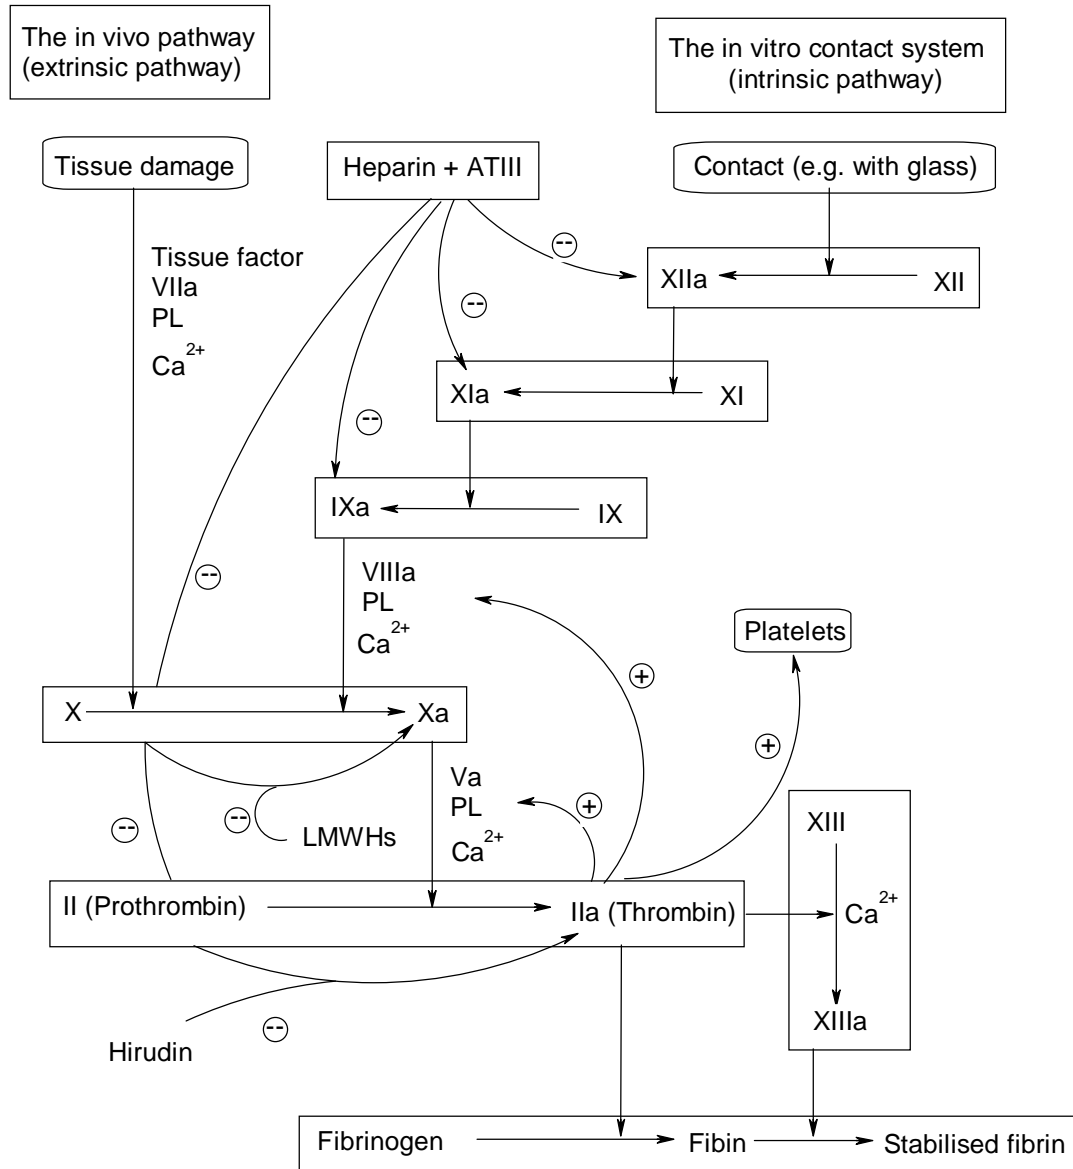 The in vivo pathway
(extrinsic pathway)
The in vitro contact system
(intrinsic pathway)
Tissue damage
Heparin + ATIII
Contact (e.g. with glass)
Tissue factor
VIIa
PL
Ca2+
--
XIIa
XII
--
XIa
XI
--
IXa
IX
--
VIIIa
PL
Ca2+
Platelets
+
+
X
Xa
Va
PL
Ca2+
+
--
--
LMWHs
XIII
Ca2+
XIIIa
II (Prothrombin)
IIa (Thrombin)
Hirudin
--
Fibrinogen
Fibin
Stabilised fibrin